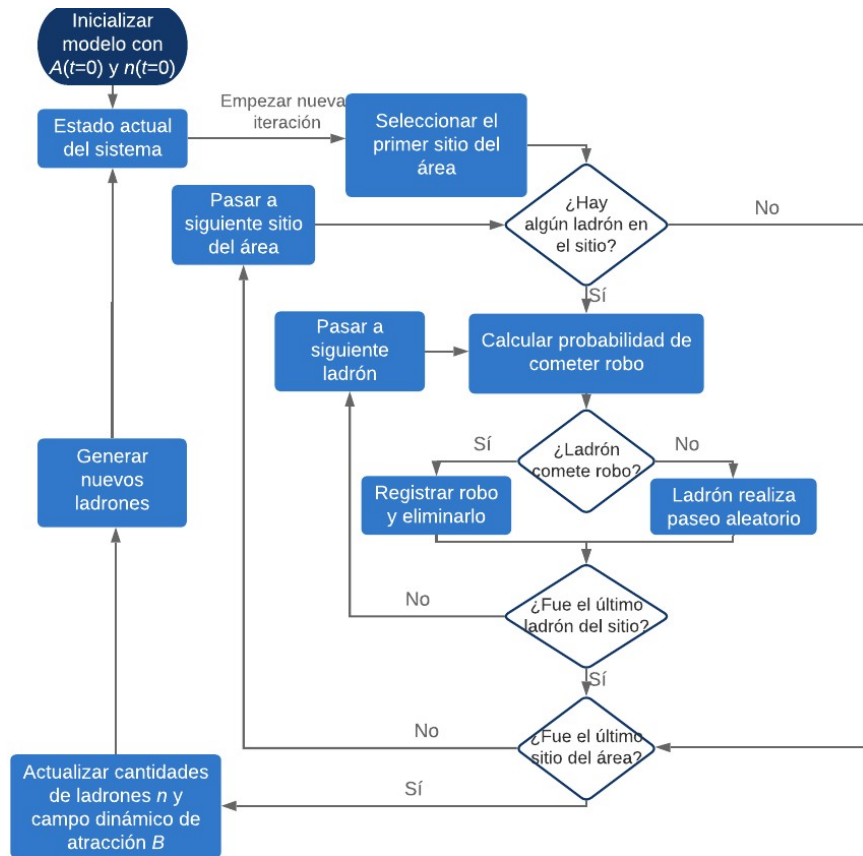 Inicializar
modelo con
A(t=0) y n(t=0)
Estado actual
del sistema
Empezar nueva
iteración
Seleccionar el
primer sitio del
área
Pasar a
siguiente sitio
del área
¿Hay
algún ladrón en
el sitio?
No
Sí
Pasar a
siguiente
ladrón
Calcular probabilidad de
cometer robo
¿Ladrón
comete robo?
Sí
No
Registrar robo
y eliminarlo
Ladrón realiza
paseo aleatorio
Generar
nuevos
ladrones
¿Fue el último
ladrón del sitio?
No
Sí
¿Fue el último
sitio del área?
No
Sí
Actualizar cantidades
de ladrones n y
campo dinámico de
atracción B